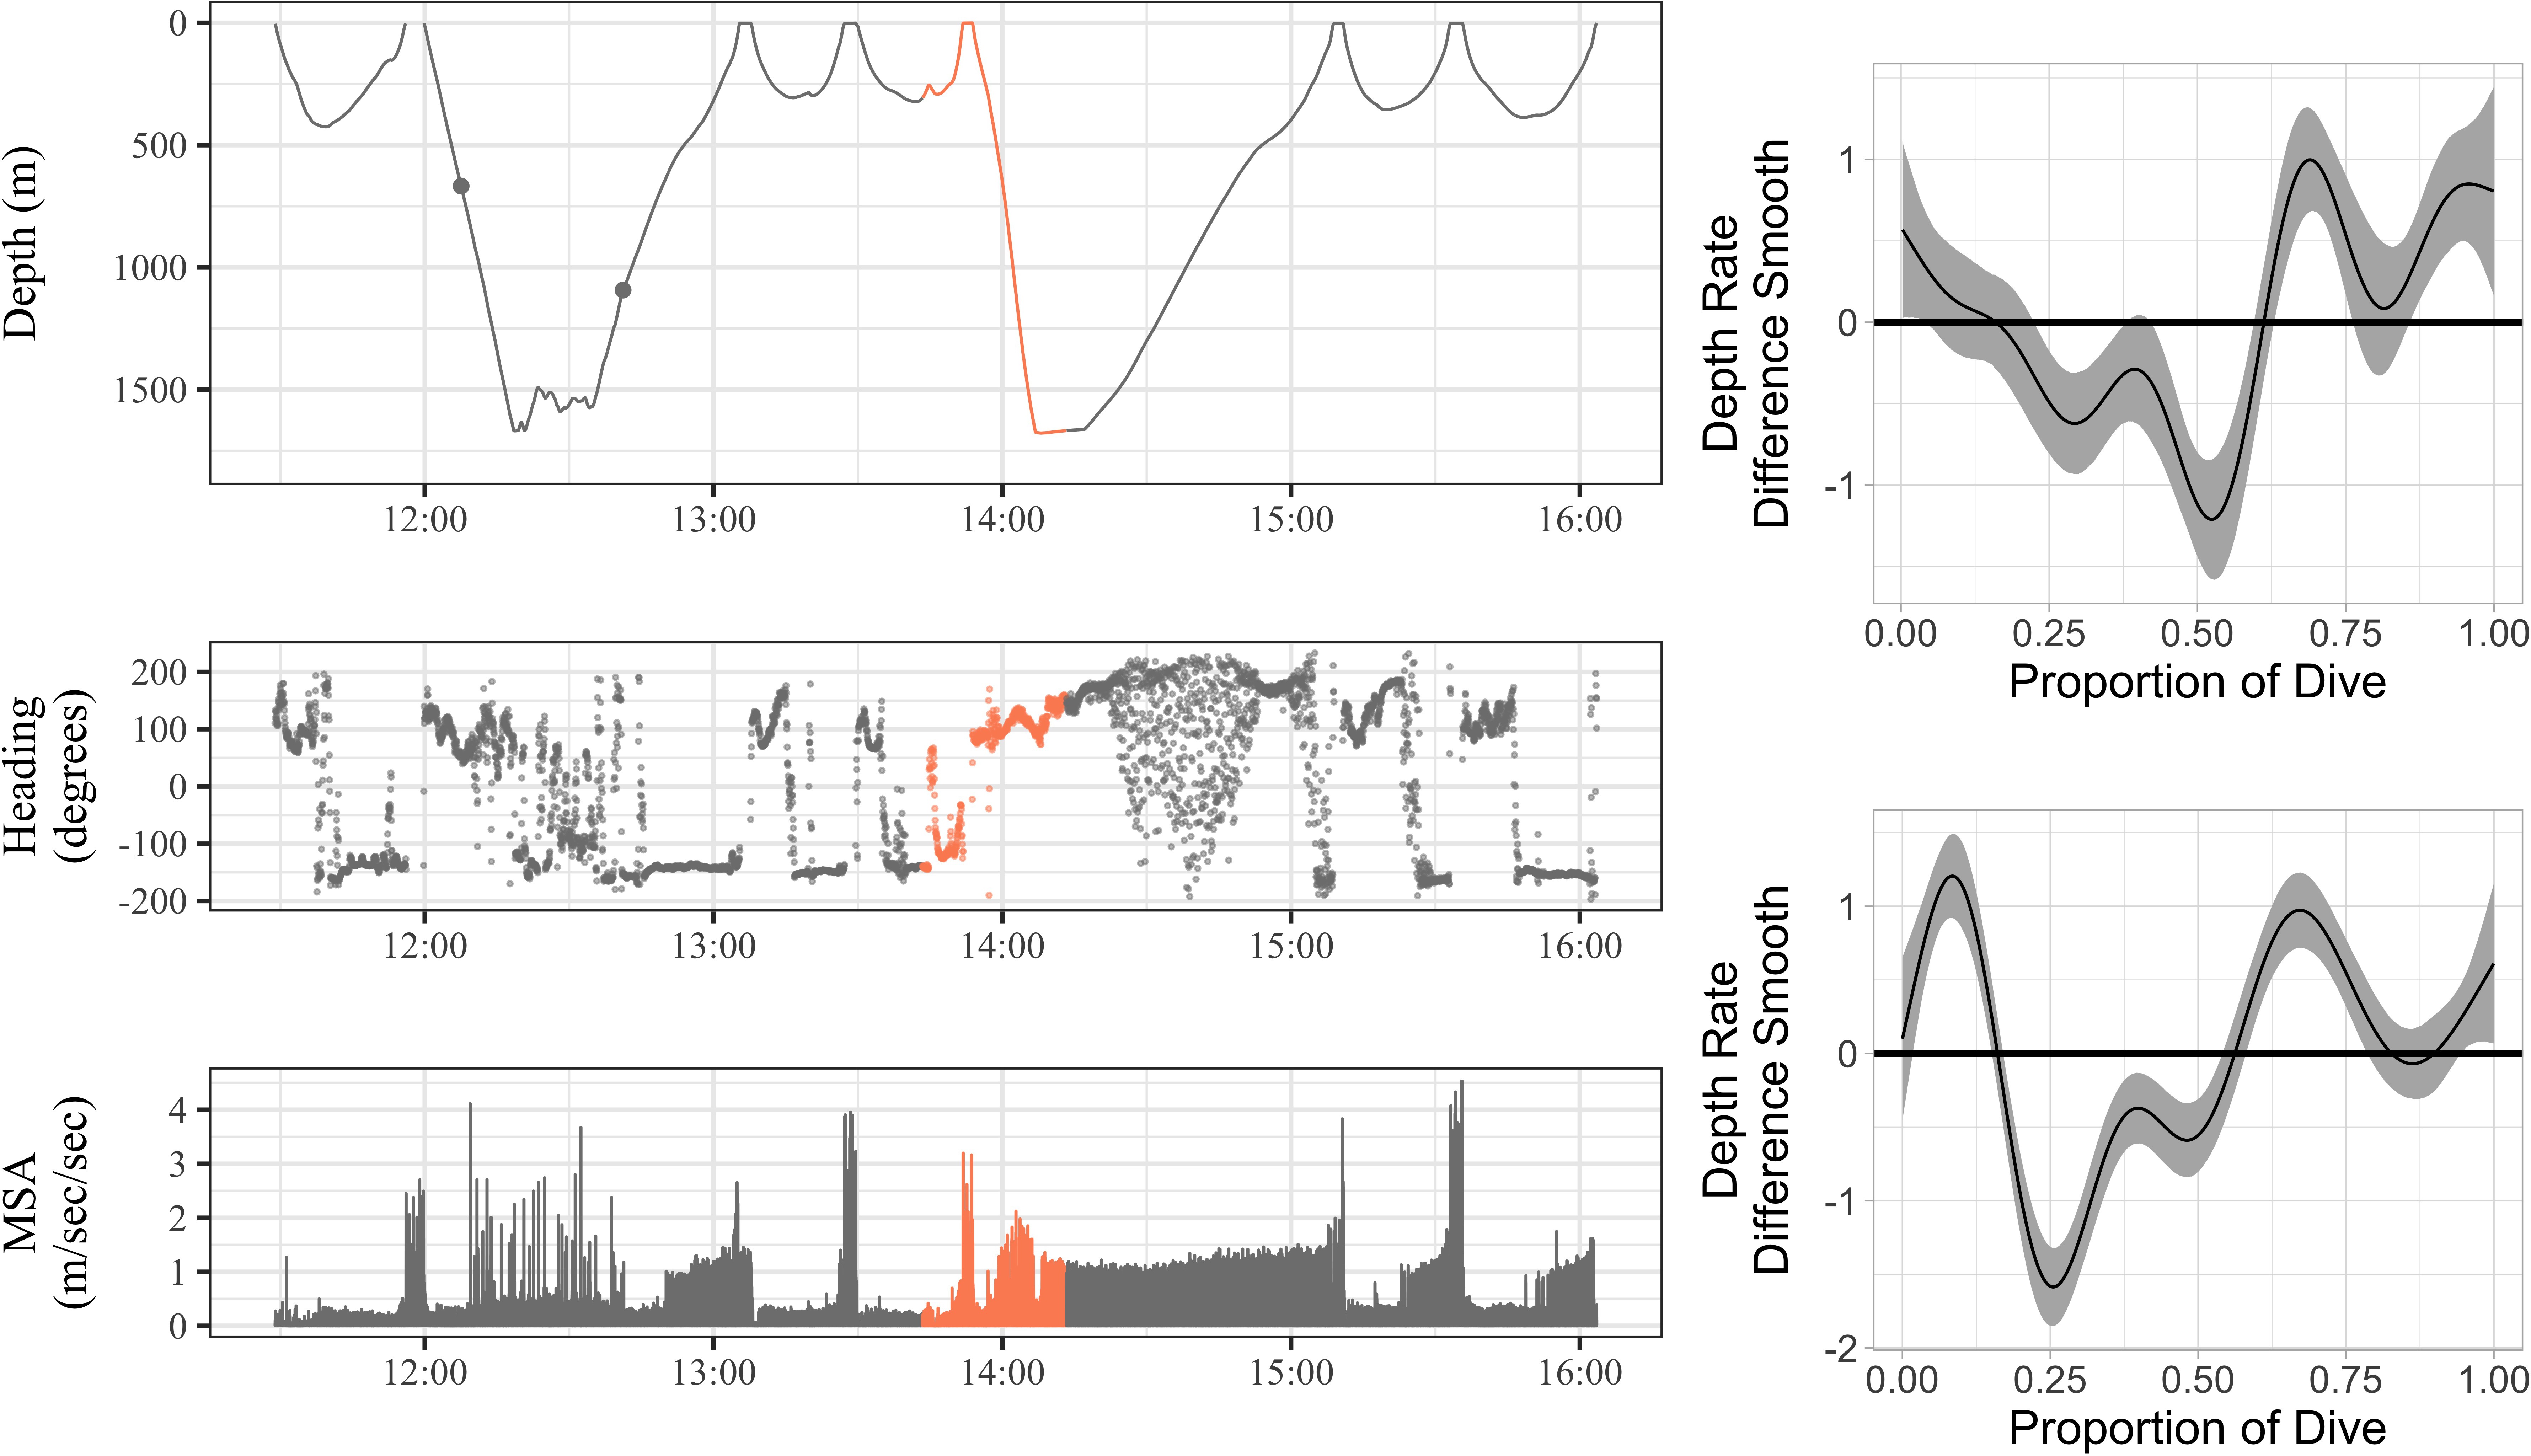 Depth (m)
0
500
1000
1500
12:00 13:00 14:00 15:00 16:00
Heading
(degrees)
200
100
0
-100
-200
12:00 13:00 14:00 15:00 16:00
MSA
(m/sec/sec)
4
3
2
1
0
12:00 13:00 14:00 15:00 16:00
Depth Rate
Difference Smooth
1
0
-1
0.00 0.25 0.50 0.75 1.00
Proportion of Dive
Depth Rate
Difference Smooth
1
0
-1
-2
0.00 0.25 0.50 0.75 1.00
Proportion of Dive